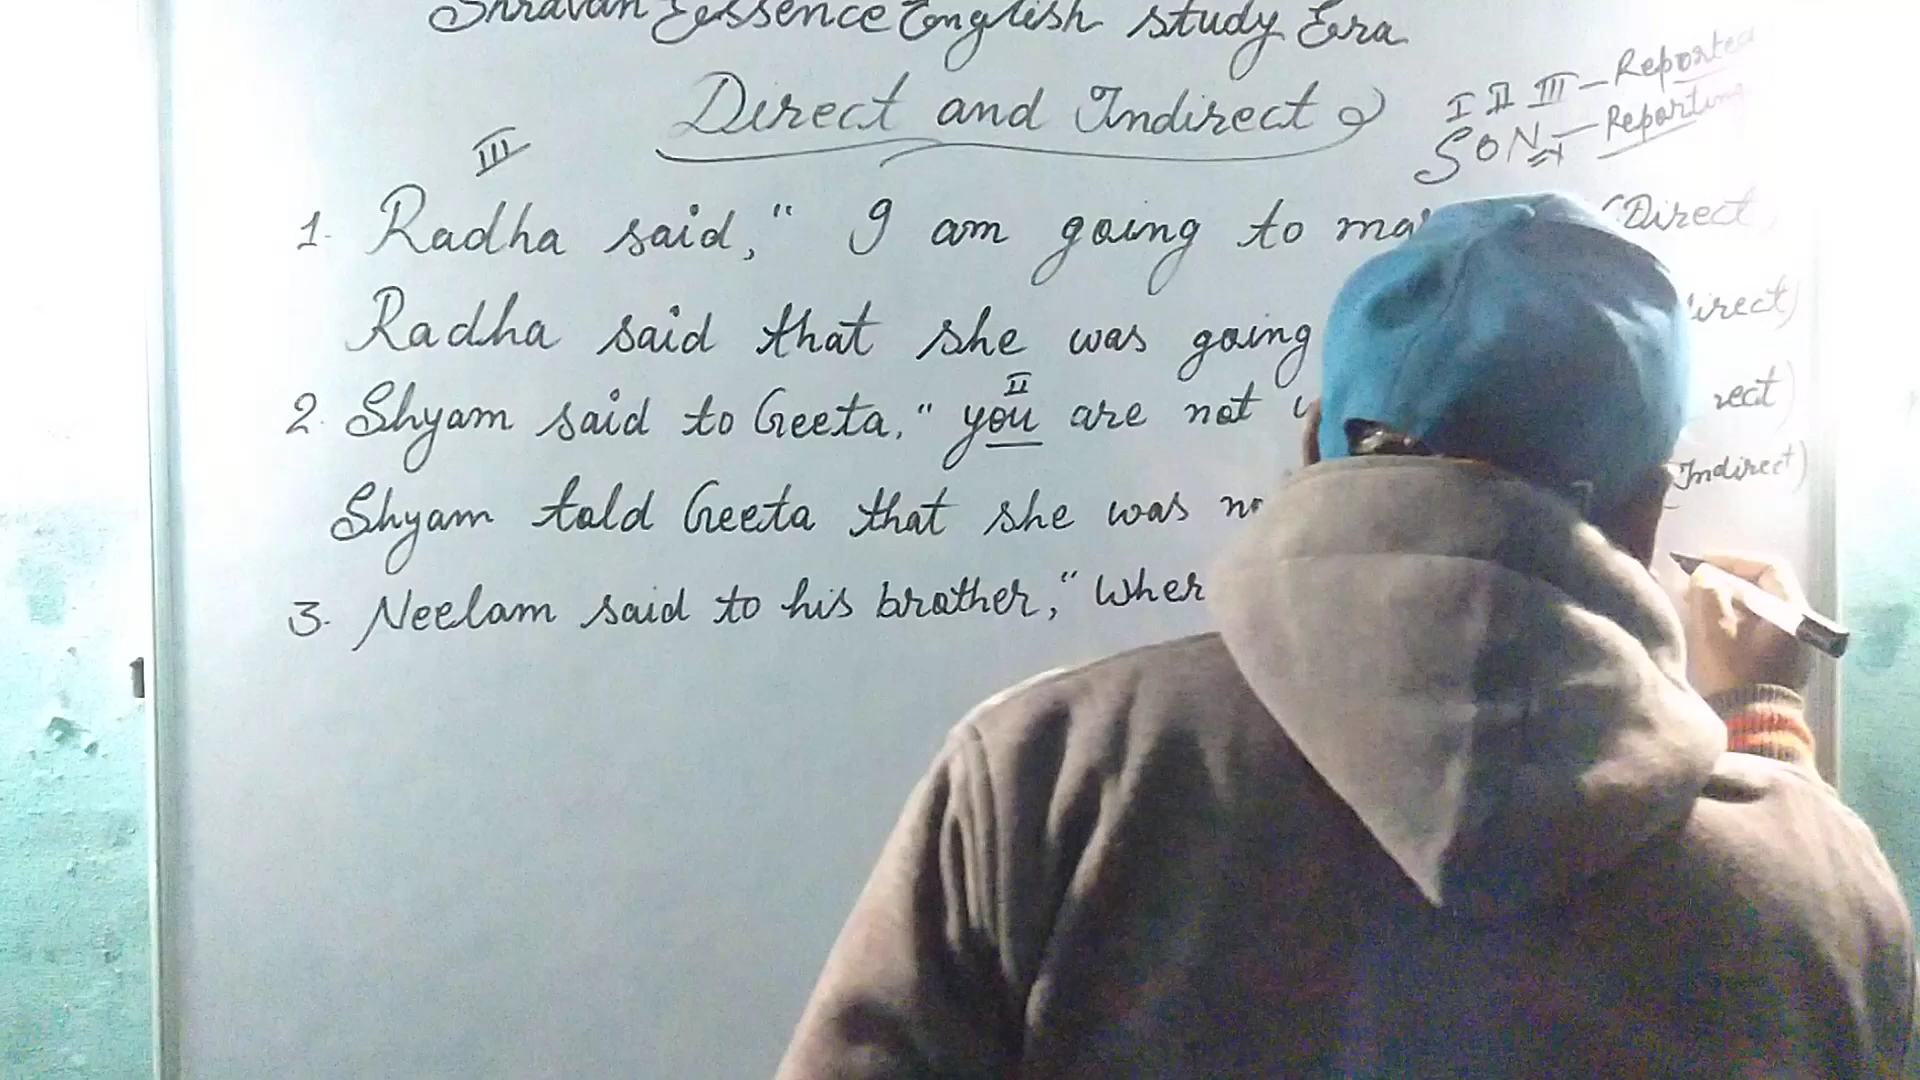 Shravan Essence English study Era
Direct and Indirect
I II III - Reported
S O N - Reporting
III
1. Radha said, " I am going to (Direct
Radha said that she was going
II
2. Shyam said to Geeta, " you are not
Shyam told Geeta that she was (Indirect)
3. Neelam said to his brother, "